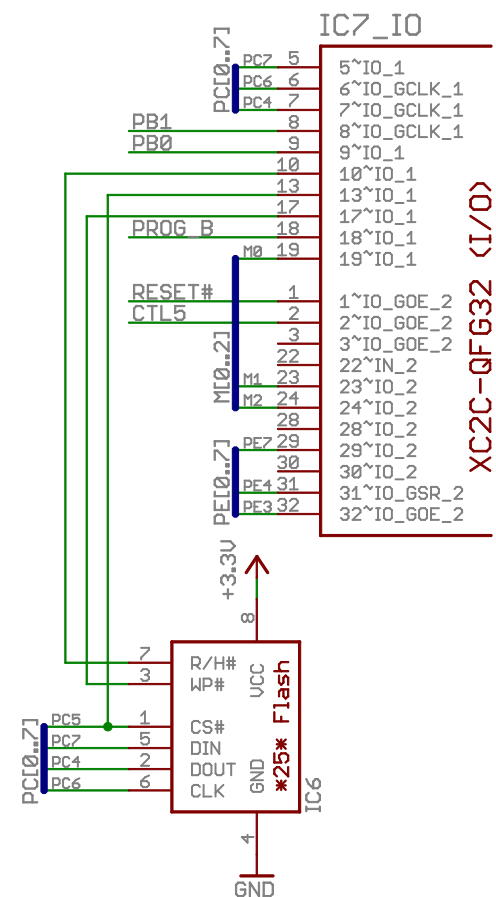 IC7_IO
PC[0..7]
PC7 5 5~IO_1
PC6 6 6~IO_GCLK_1
PC4 7 7~IO_GCLK_1
PB1 8 8~IO_GCLK_1
PB0 9 9~IO_1
10 10~IO_1
13 13~IO_1
17 17~IO_1
PROG_B 18 18~IO_1
M0 19 19~IO_1
RESET# 1 1~IO_GOE_2
CTL5 2 2~IO_GOE_2
3 3~IO_GOE_2
22 22~IN_2
M[0..2]
M1 23 23~IO_2
M2 24 24~IO_2
28 28~IO_2
PE[0..7]
PE7 29 29~IO_2
30 30~IO_2
PE4 31 31~IO_GSR_2
PE3 32 32~IO_GOE_2
XC2C-QFG32 (I/O)
+3.3V
8
VCC
7 R/H#
3 WP#
PC[0..7]
PC5 1 CS#
PC7 5 DIN
PC4 2 DOUT
PC6 6 CLK
GND
*25* Flash
IC6
4
GND